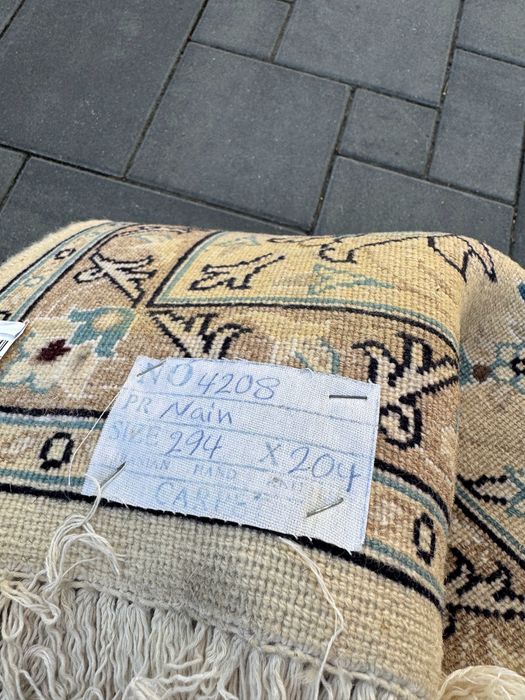 NO 4208
PR Nain
SIZE 294 X 204
HAND